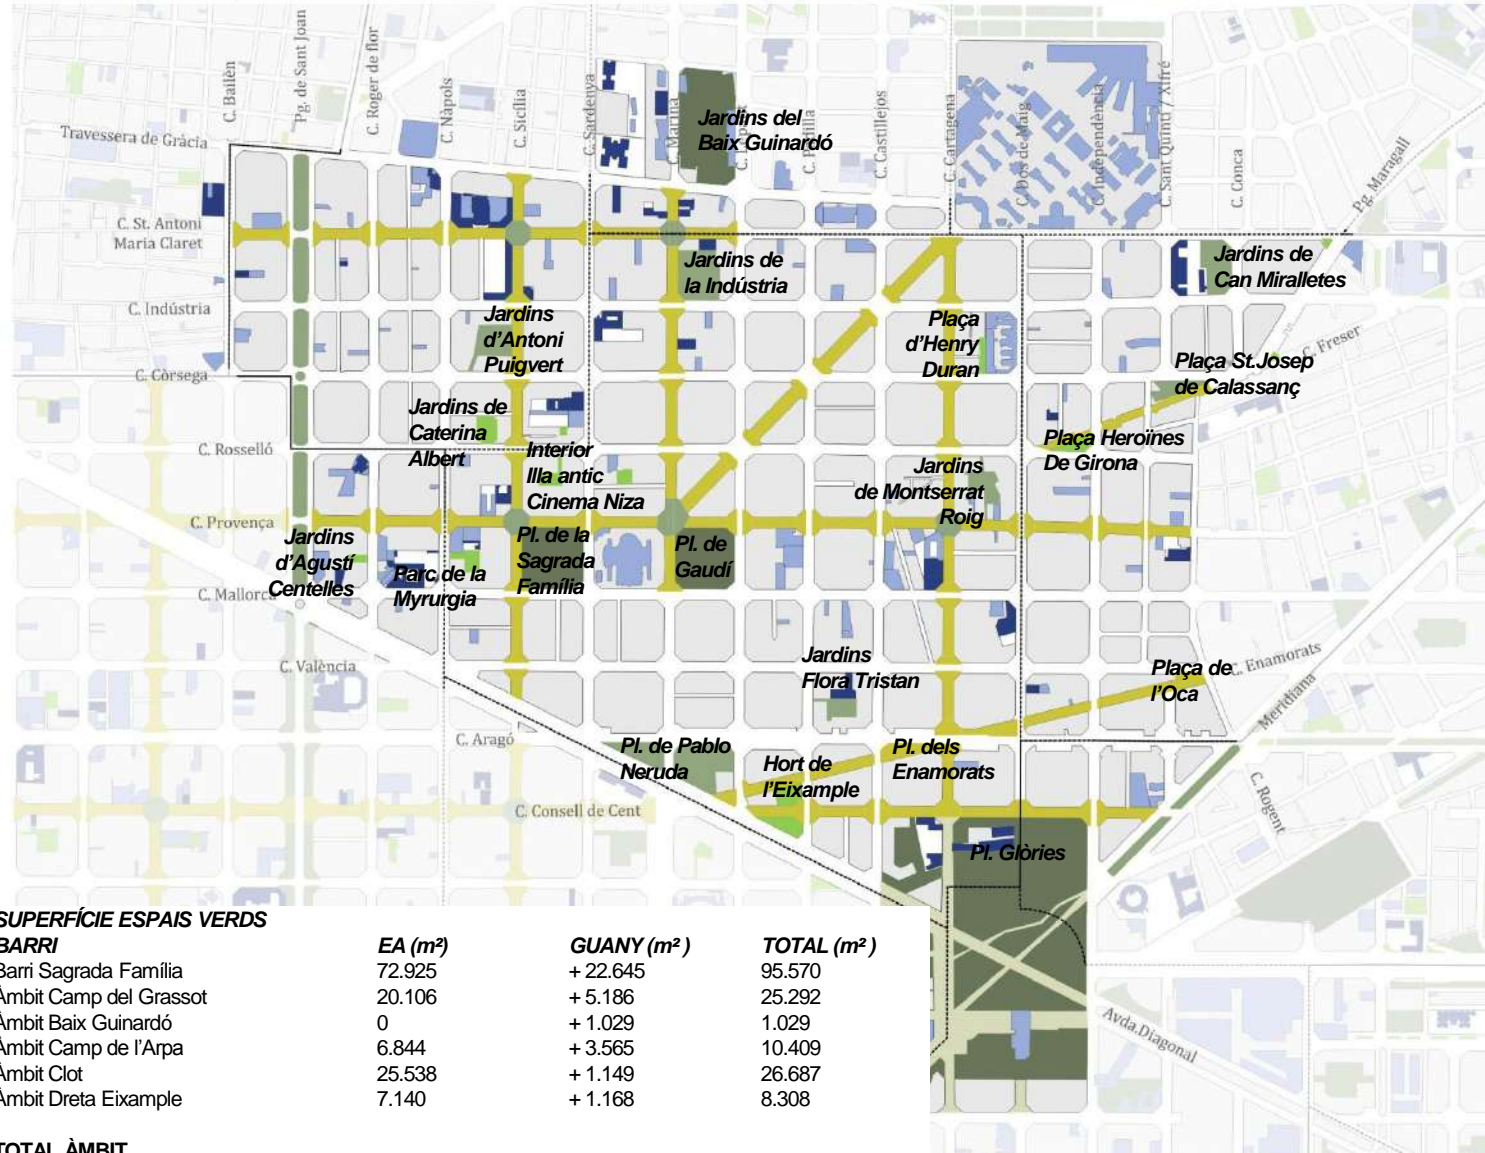 C. Bailèn
Pg. de Sant Joan
C. Roger de flor
C. Nàpols
C. Sicília
C. Sardenya
C. Marina
C. Castillejos
C. Cartagena
C. Dos de Maig
C. Independència
C. Sant Quintí / Xifré
C. Conca
Pg. Maragall
Travessera de Gràcia
Jardins del
Baix Guinardó
C. St. Antoni
Maria Claret
Jardins de
la Indústria
Jardins de
Can Miralletes
C. Indústria
Jardins
d'Antoni
Puigvert
Plaça
d'Henry
Duran
C. Freser
Plaça St.Josep
de Calassanç
C. Còrsega
Jardins de
Caterina
Albert
Plaça Heroïnes
De Girona
C. Rosselló
Interior
Illa antic
Cinema Niza
Jardins
de Montserrat
Roig
C. Provença
Jardins
d'Agustí
Centelles
Parc de la
Myrurgia
Pl. de la
Sagrada
Família
Pl. de
Gaudí
C. Mallorca
C. València
Jardins
Flora Tristan
Plaça de
l'Oca
C. Enamorats
Meridiana
C. Aragó
Pl. de Pablo
Neruda
Hort de
l'Eixample
Pl. dels
Enamorats
C. Consell de Cent
C. Rogent
Pl. Glòries
Avda.Diagonal
SUPERFÍCIE ESPAIS VERDS
BARRI EA (m²) GUANY (m² ) TOTAL (m² )
Barri Sagrada Família 72.925 + 22.645 95.570
Àmbit Camp del Grassot 20.106 + 5.186 25.292
Àmbit Baix Guinardó 0 + 1.029 1.029
Àmbit Camp de l'Arpa 6.844 + 3.565 10.409
Àmbit Clot 25.538 + 1.149 26.687
Àmbit Dreta Eixample 7.140 + 1.168 8.308
TOTAL ÀMBIT